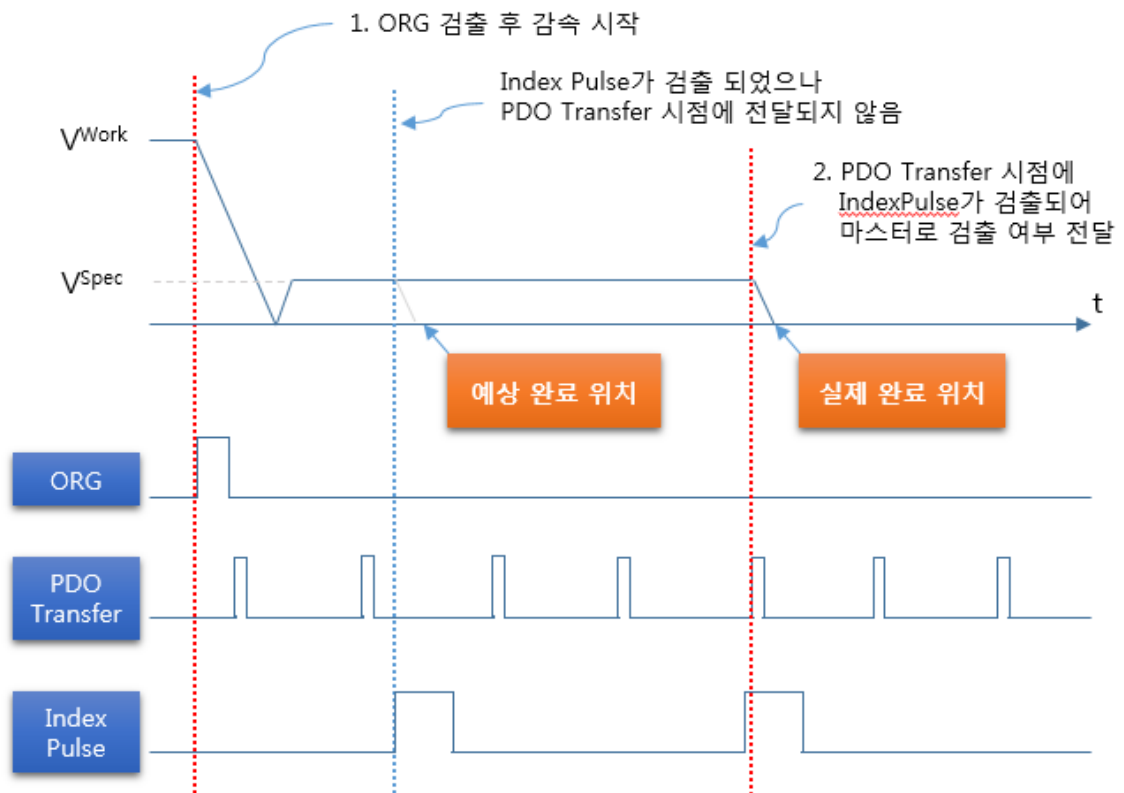 1. ORG 검출 후 감속 시작
Index Pulse가 검출 되었으나
PDO Transfer 시점에 전달되지 않음
VWork
2. PDO Transfer 시점에
IndexPulse가 검출되어
마스터로 검출 여부 전달
VSpec
t
예상 완료 위치
실제 완료 위치
ORG
PDO
Transfer
Index
Pulse